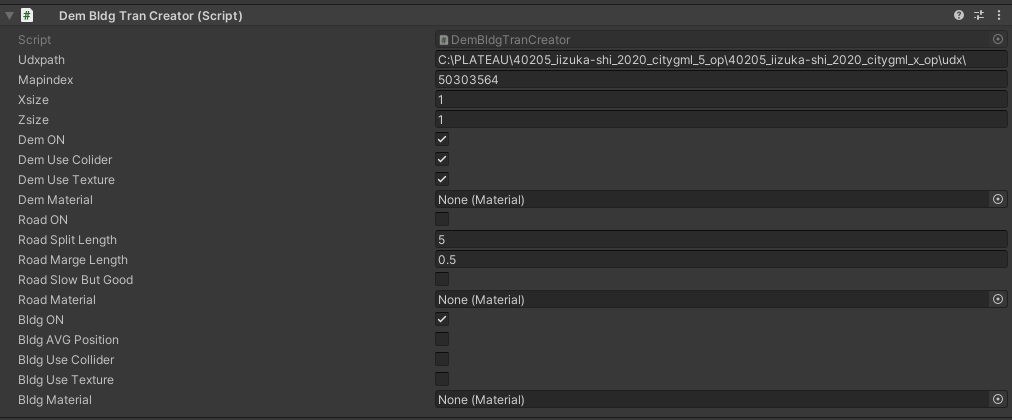 # Dem Bldg Tran Creator (Script)
Script # DemBldgTranCreator
Udxpath C:\PLATEAU\40205_iizuka-shi_2020_citygml_5_op\40205_iizuka-shi_2020_citygml_x_op\udx\
Mapindex 50303564
Xsize 1
Zsize 1
Dem ON
Dem Use Collider
Dem Use Texture
Dem Material None (Material)
Road ON
Road Split Length 5
Road Marge Length 0.5
Road Slow But Good
Road Material None (Material)
Bldg ON
Bldg AVG Position
Bldg Use Collider
Bldg Use Texture
Bldg Material None (Material)